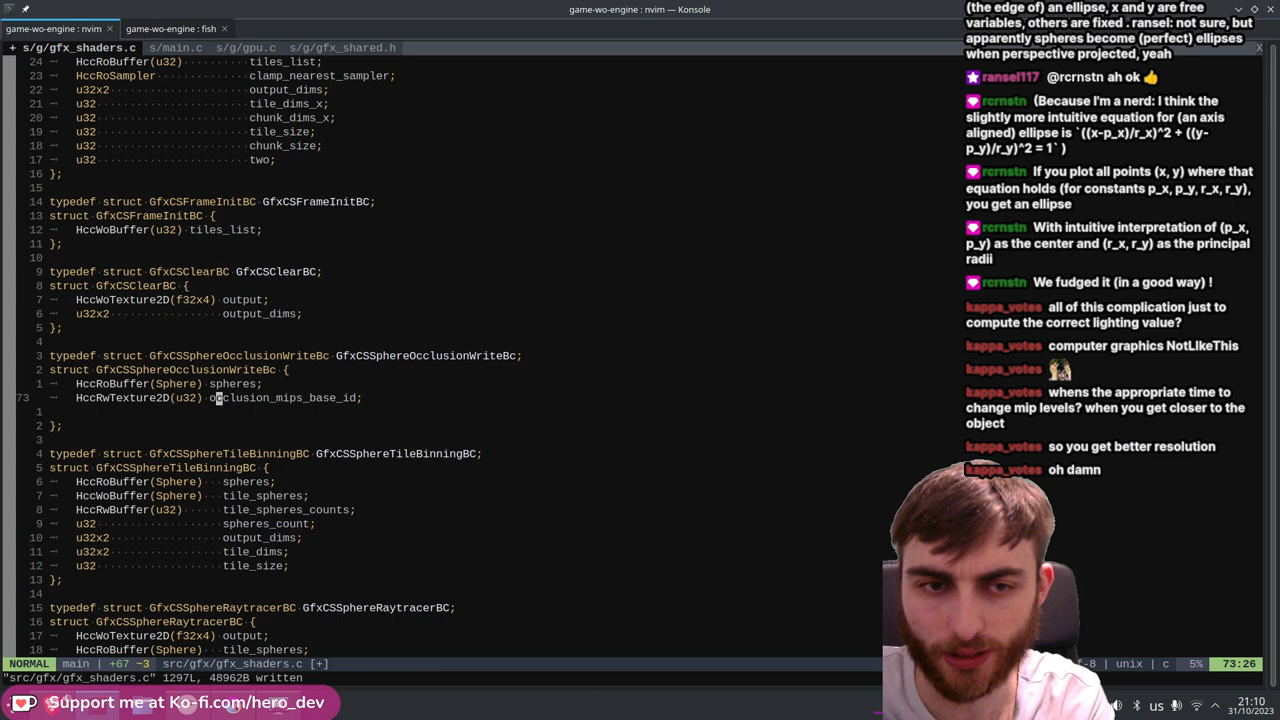 game-wo-engine : nvim — Konsole
game-wo-engine : nvim
game-wo-engine : fish
+ s/g/gfx_shaders.c s/main.c s/g/gpu.c s/g/gfx_shared.h X
24 HccRoBuffer(u32) tiles_list;
23 HccRoSampler clamp_nearest_sampler;
22 u32x2 output_dims;
21 u32 tile_dims_x;
20 u32 chunk_dims_x;
19 u32 tile_size;
18 u32 chunk_size;
17 u32 two;
16 };
15
14 typedef struct GfxCSFrameInitBC GfxCSFrameInitBC;
13 struct GfxCSFrameInitBC {
12 HccWoBuffer(u32) tiles_list;
11 };
10
9 typedef struct GfxCSClearBC GfxCSClearBC;
8 struct GfxCSClearBC {
7 HccWoTexture2D(f32x4) output;
6 u32x2 output_dims;
5 };
4
3 typedef struct GfxCSSphereOcclusionWriteBc GfxCSSphereOcclusionWriteBc;
2 struct GfxCSSphereOcclusionWriteBc {
1 HccRoBuffer(Sphere) spheres;
73 HccRwTexture2D(u32) occlusion_mips_base_id;
1
2 };
3
4 typedef struct GfxCSSphereTileBinningBC GfxCSSphereTileBinningBC;
5 struct GfxCSSphereTileBinningBC {
6 HccRoBuffer(Sphere) spheres;
7 HccWoBuffer(Sphere) tile_spheres;
8 HccRwBuffer(u32) tile_spheres_counts;
9 u32 spheres_count;
10 u32x2 output_dims;
11 u32x2 tile_dims;
12 u32 tile_size;
13 };
14
15 typedef struct GfxCSSphereRaytracerBC GfxCSSphereRaytracerBC;
16 struct GfxCSSphereRaytracerBC {
17 HccWoTexture2D(f32x4) output;
18 HccRoBuffer(Sphere) tile_spheres;
NORMAL main | +67 ~3 src/gfx/gfx_shaders.c [+] f-8 | unix | c 5% 73:26
"src/gfx/gfx_shaders.c" 1297L, 48962B written
Support me at Ko-fi.com/hero_dev
us
21:10
31/10/2023
(the edge of) an ellipse, x and y are free
variables, others are fixed . ransel: not sure, but
apparently spheres become (perfect) ellipses
when perspective projected, yeah
ransel117 @rcrnstn ah ok 👍
rcrnstn (Because I'm a nerd: I think the
slightly more intuitive equation for (an axis
aligned) ellipse is `((x-p_x)/r_x)^2 + ((y-
p_y)/r_y)^2 = 1` )
rcrnstn If you plot all points (x, y) where that
equation holds (for constants p_x, p_y, r_x, r_y),
you get an ellipse
rcrnstn With intuitive interpretation of (p_x,
p_y) as the center and (r_x, r_y) as the principal
radii
rcrnstn We fudged it (in a good way) !
kappa_votes all of this complication just to
compute the correct lighting value?
kappa_votes computer graphics NotLIkeThis
kappa_votes
kappa_votes whens the appropriate time to
change mip levels? when you get closer to the
object
kappa_votes so you get better resolution
kappa_votes oh damn